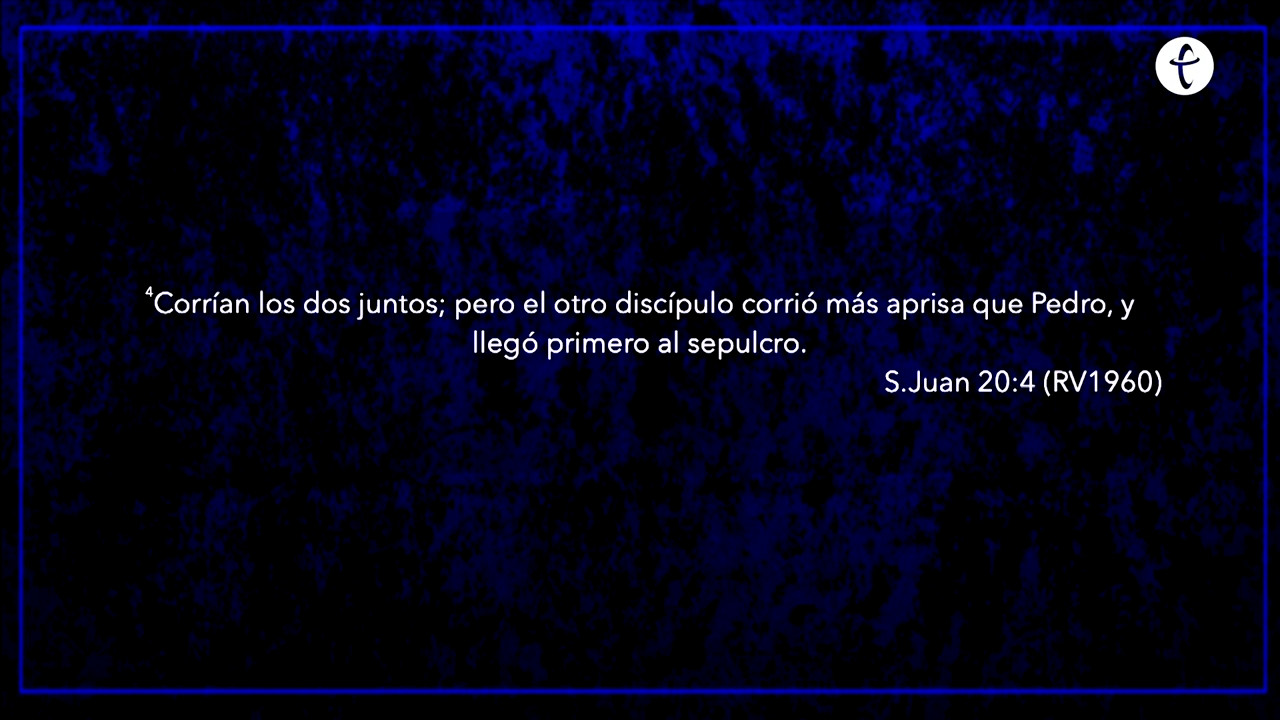 ⁴Corrían los dos juntos; pero el otro discípulo corrió más aprisa que Pedro, y
llegó primero al sepulcro.
S.Juan 20:4 (RV1960)